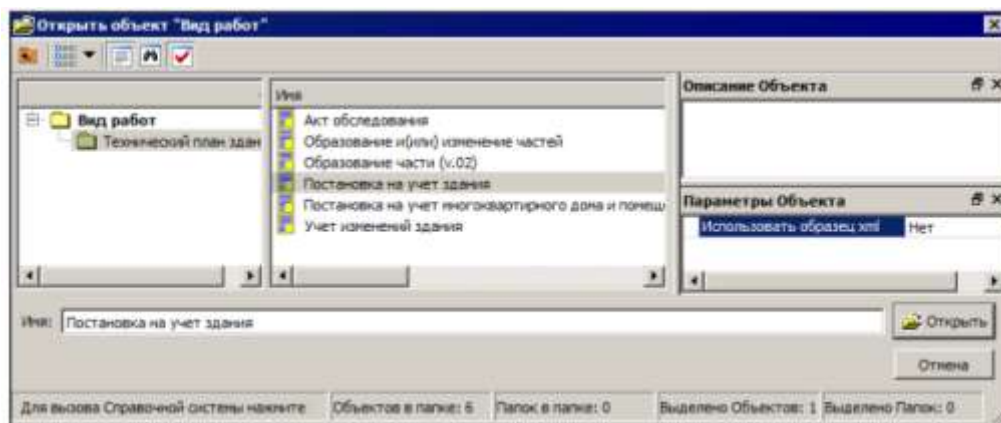 Открыть объект "Вид работ"
Имя
Вид работ
Технический план здан
Акт обследования
Образование и(или) изменение частей
Образование части (v.02)
Постановка на учет здания
Постановка на учет многоквартирного дома и помещ
Учет изменений здания
Описание Объекта
Параметры Объекта
Использовать образец xml Нет
Имя: Постановка на учет здания
Открыть
Отмена
Для вызова Справочной системы нажмите Объектов в папке: 6 Папок в папке: 0 Выделено Объектов: 1 Выделено Папок: 0